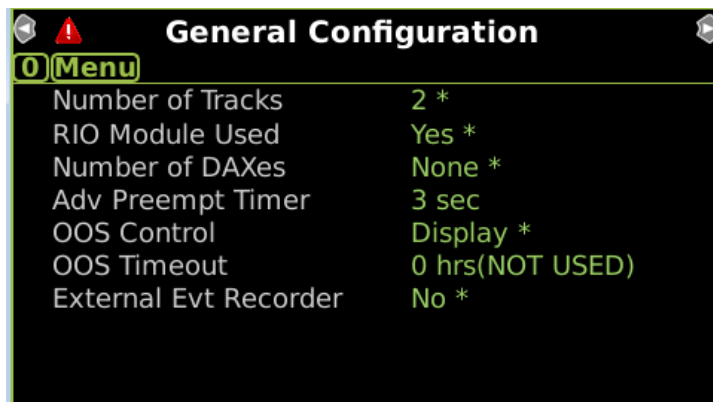 General Configuration
0 Menu
Number of Tracks 2 *
RIO Module Used Yes *
Number of DAXes None *
Adv Preempt Timer 3 sec
OOS Control Display *
OOS Timeout 0 hrs(NOT USED)
External Evt Recorder No *